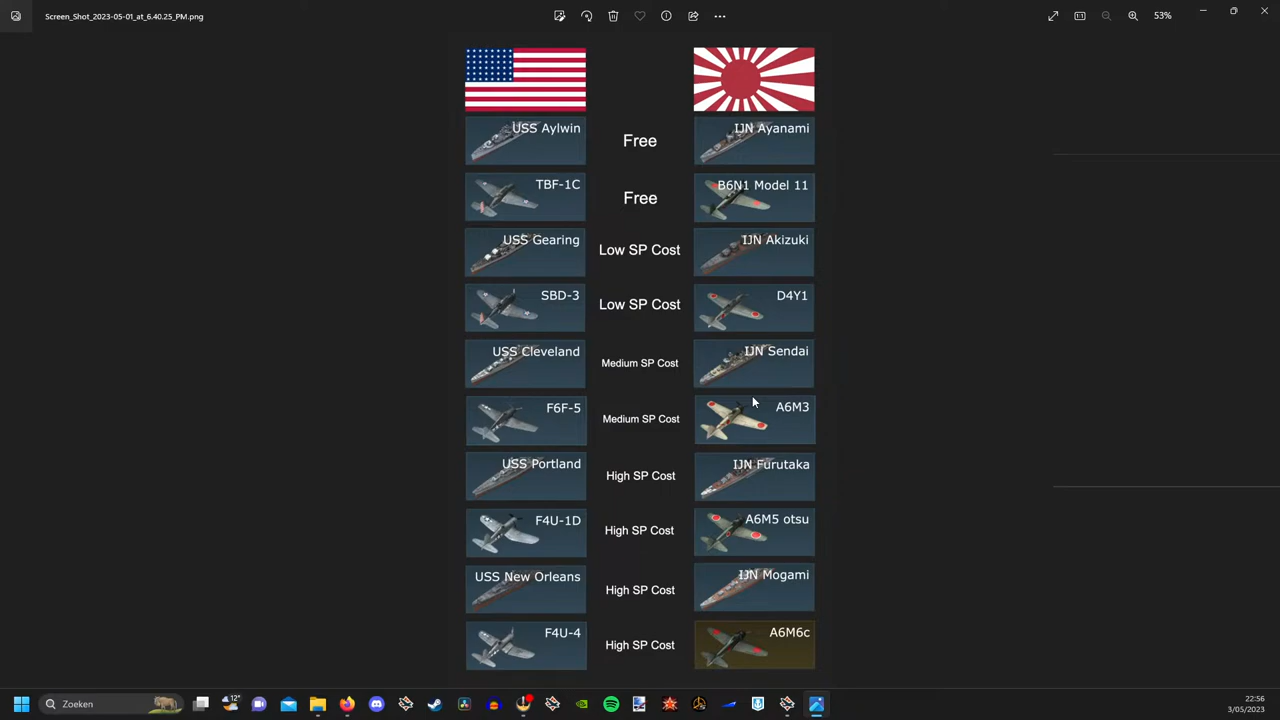 Screen_Shot_2023-05-01_at_6.40.25_PM.png
53%
USS Aylwin Free IJN Ayanami
TBF-1C Free B6N1 Model 11
USS Gearing Low SP Cost IJN Akizuki
SBD-3 Low SP Cost D4Y1
USS Cleveland Medium SP Cost IJN Sendai
F6F-5 Medium SP Cost A6M3
USS Portland High SP Cost IJN Furutaka
F4U-1D High SP Cost A6M5 otsu
USS New Orleans High SP Cost IJN Mogami
F4U-4 High SP Cost A6M6c
Zoeken
12°
22:56
3/05/2023